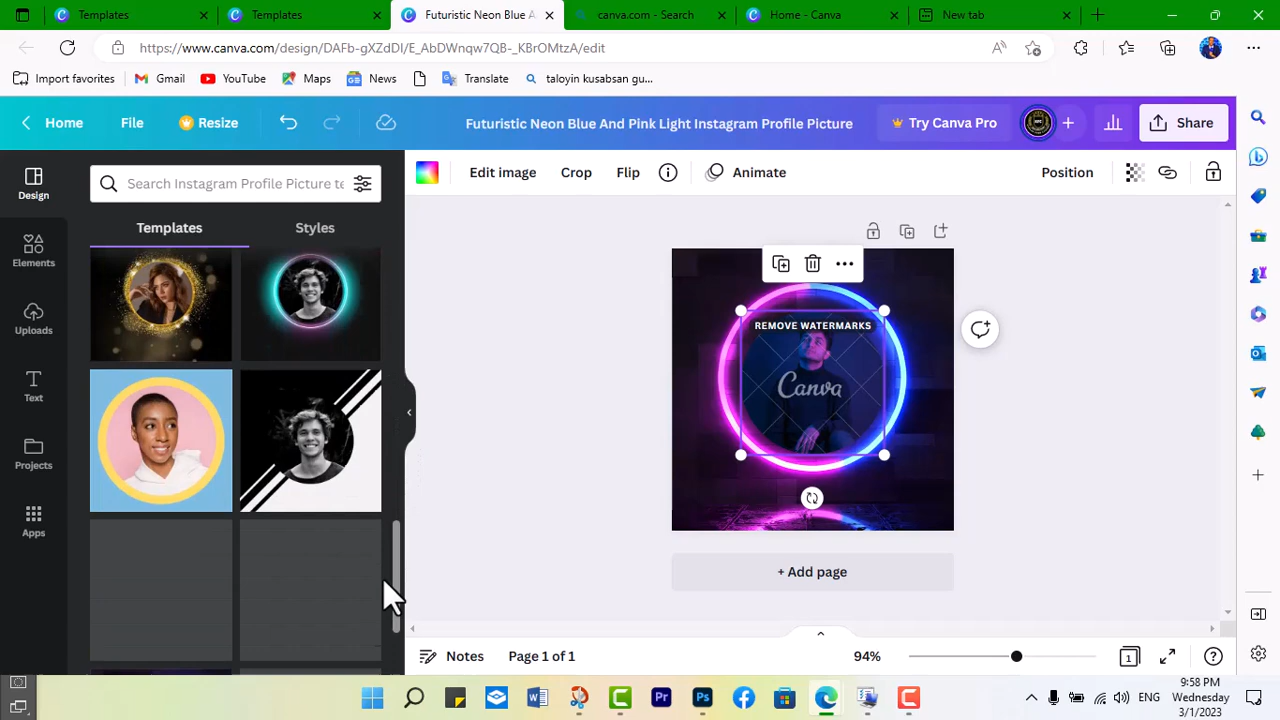 Templates
Templates
Futuristic Neon Blue A
canva.com - Search
Home - Canva
New tab
https://www.canva.com/design/DAFb-gXZdDI/E_AbDWnqw7QB-_KBrOMtzA/edit
Import favorites
Gmail
YouTube
Maps
News
Translate
taloyin kusabsan gu...
Home
File
Resize
Futuristic Neon Blue And Pink Light Instagram Profile Picture
Try Canva Pro
Share
Design
Search Instagram Profile Picture te
Edit image
Crop
Flip
Animate
Position
Templates
Styles
Elements
Uploads
Text
Projects
Apps
REMOVE WATERMARKS
Canva
+ Add page
Notes
Page 1 of 1
94%
1
ENG
9:58 PM
Wednesday
3/1/2023